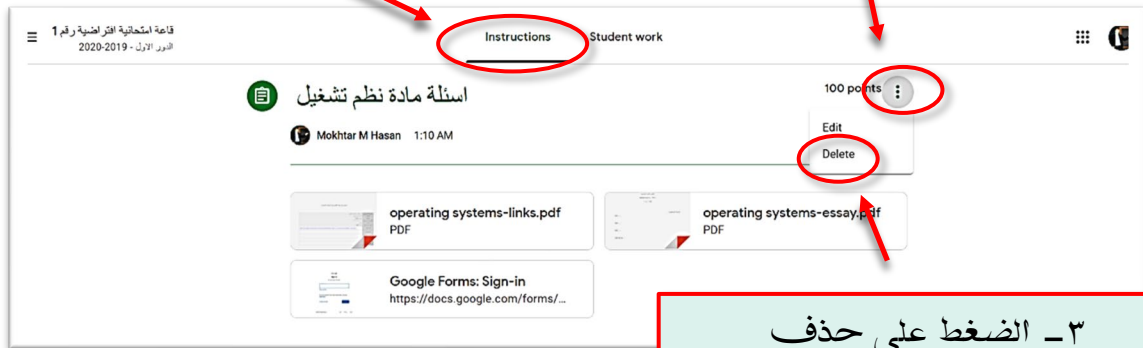 قاعة امتحانية افتراضية رقم 1
الدور الاول - 2019-2020
Instructions
Student work
اسئلة مادة نظم تشغيل
100 points
Mokhtar M Hasan 1:10 AM
Edit
Delete
operating systems-links.pdf
PDF
operating systems-essay.pdf
PDF
Google Forms: Sign-in
https://docs.google.com/forms/...
٣ـ الضغط على حذف